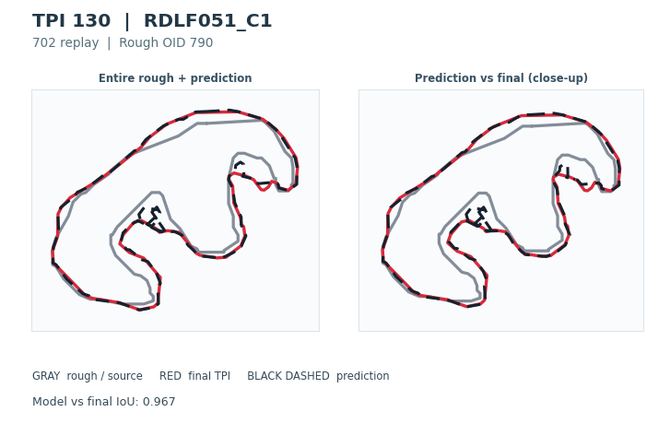 TPI 130 | RDLF051_C1
702 replay | Rough OID 790
Entire rough + prediction
Prediction vs final (close-up)
GRAY rough / source RED final TPI BLACK DASHED prediction
Model vs final IoU: 0.967